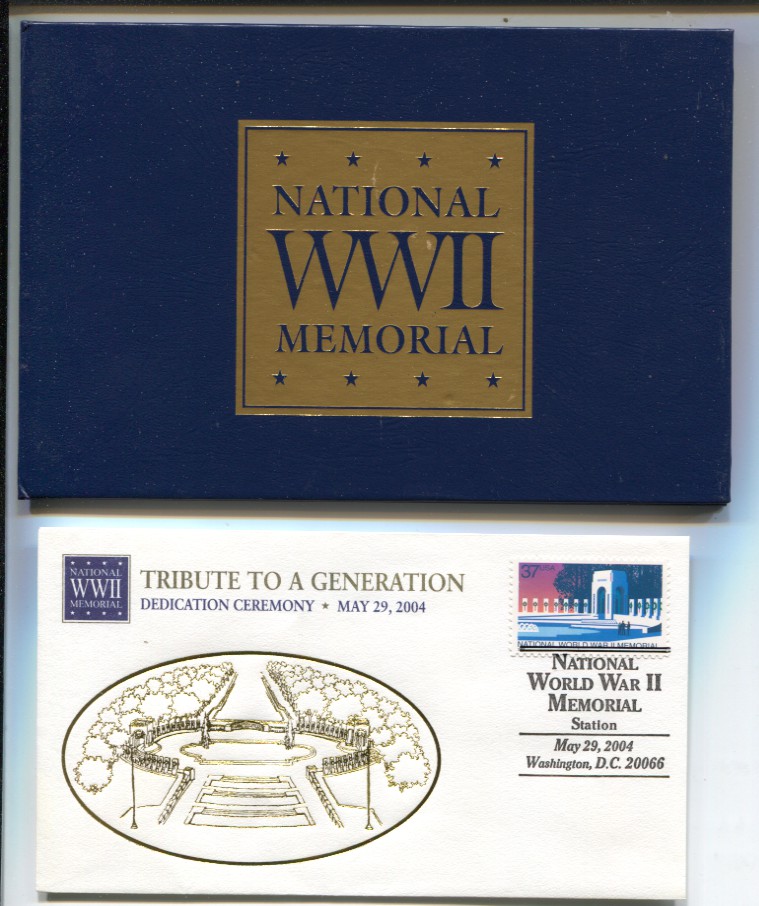 NATIONAL
WWII
MEMORIAL
NATIONAL
WWII
MEMORIAL
TRIBUTE TO A GENERATION
DEDICATION CEREMONY ★ MAY 29, 2004
37 USA
NATIONAL WORLD WAR II MEMORIAL
NATIONAL
WORLD WAR II
MEMORIAL
Station
May 29, 2004
Washington, D.C. 20066